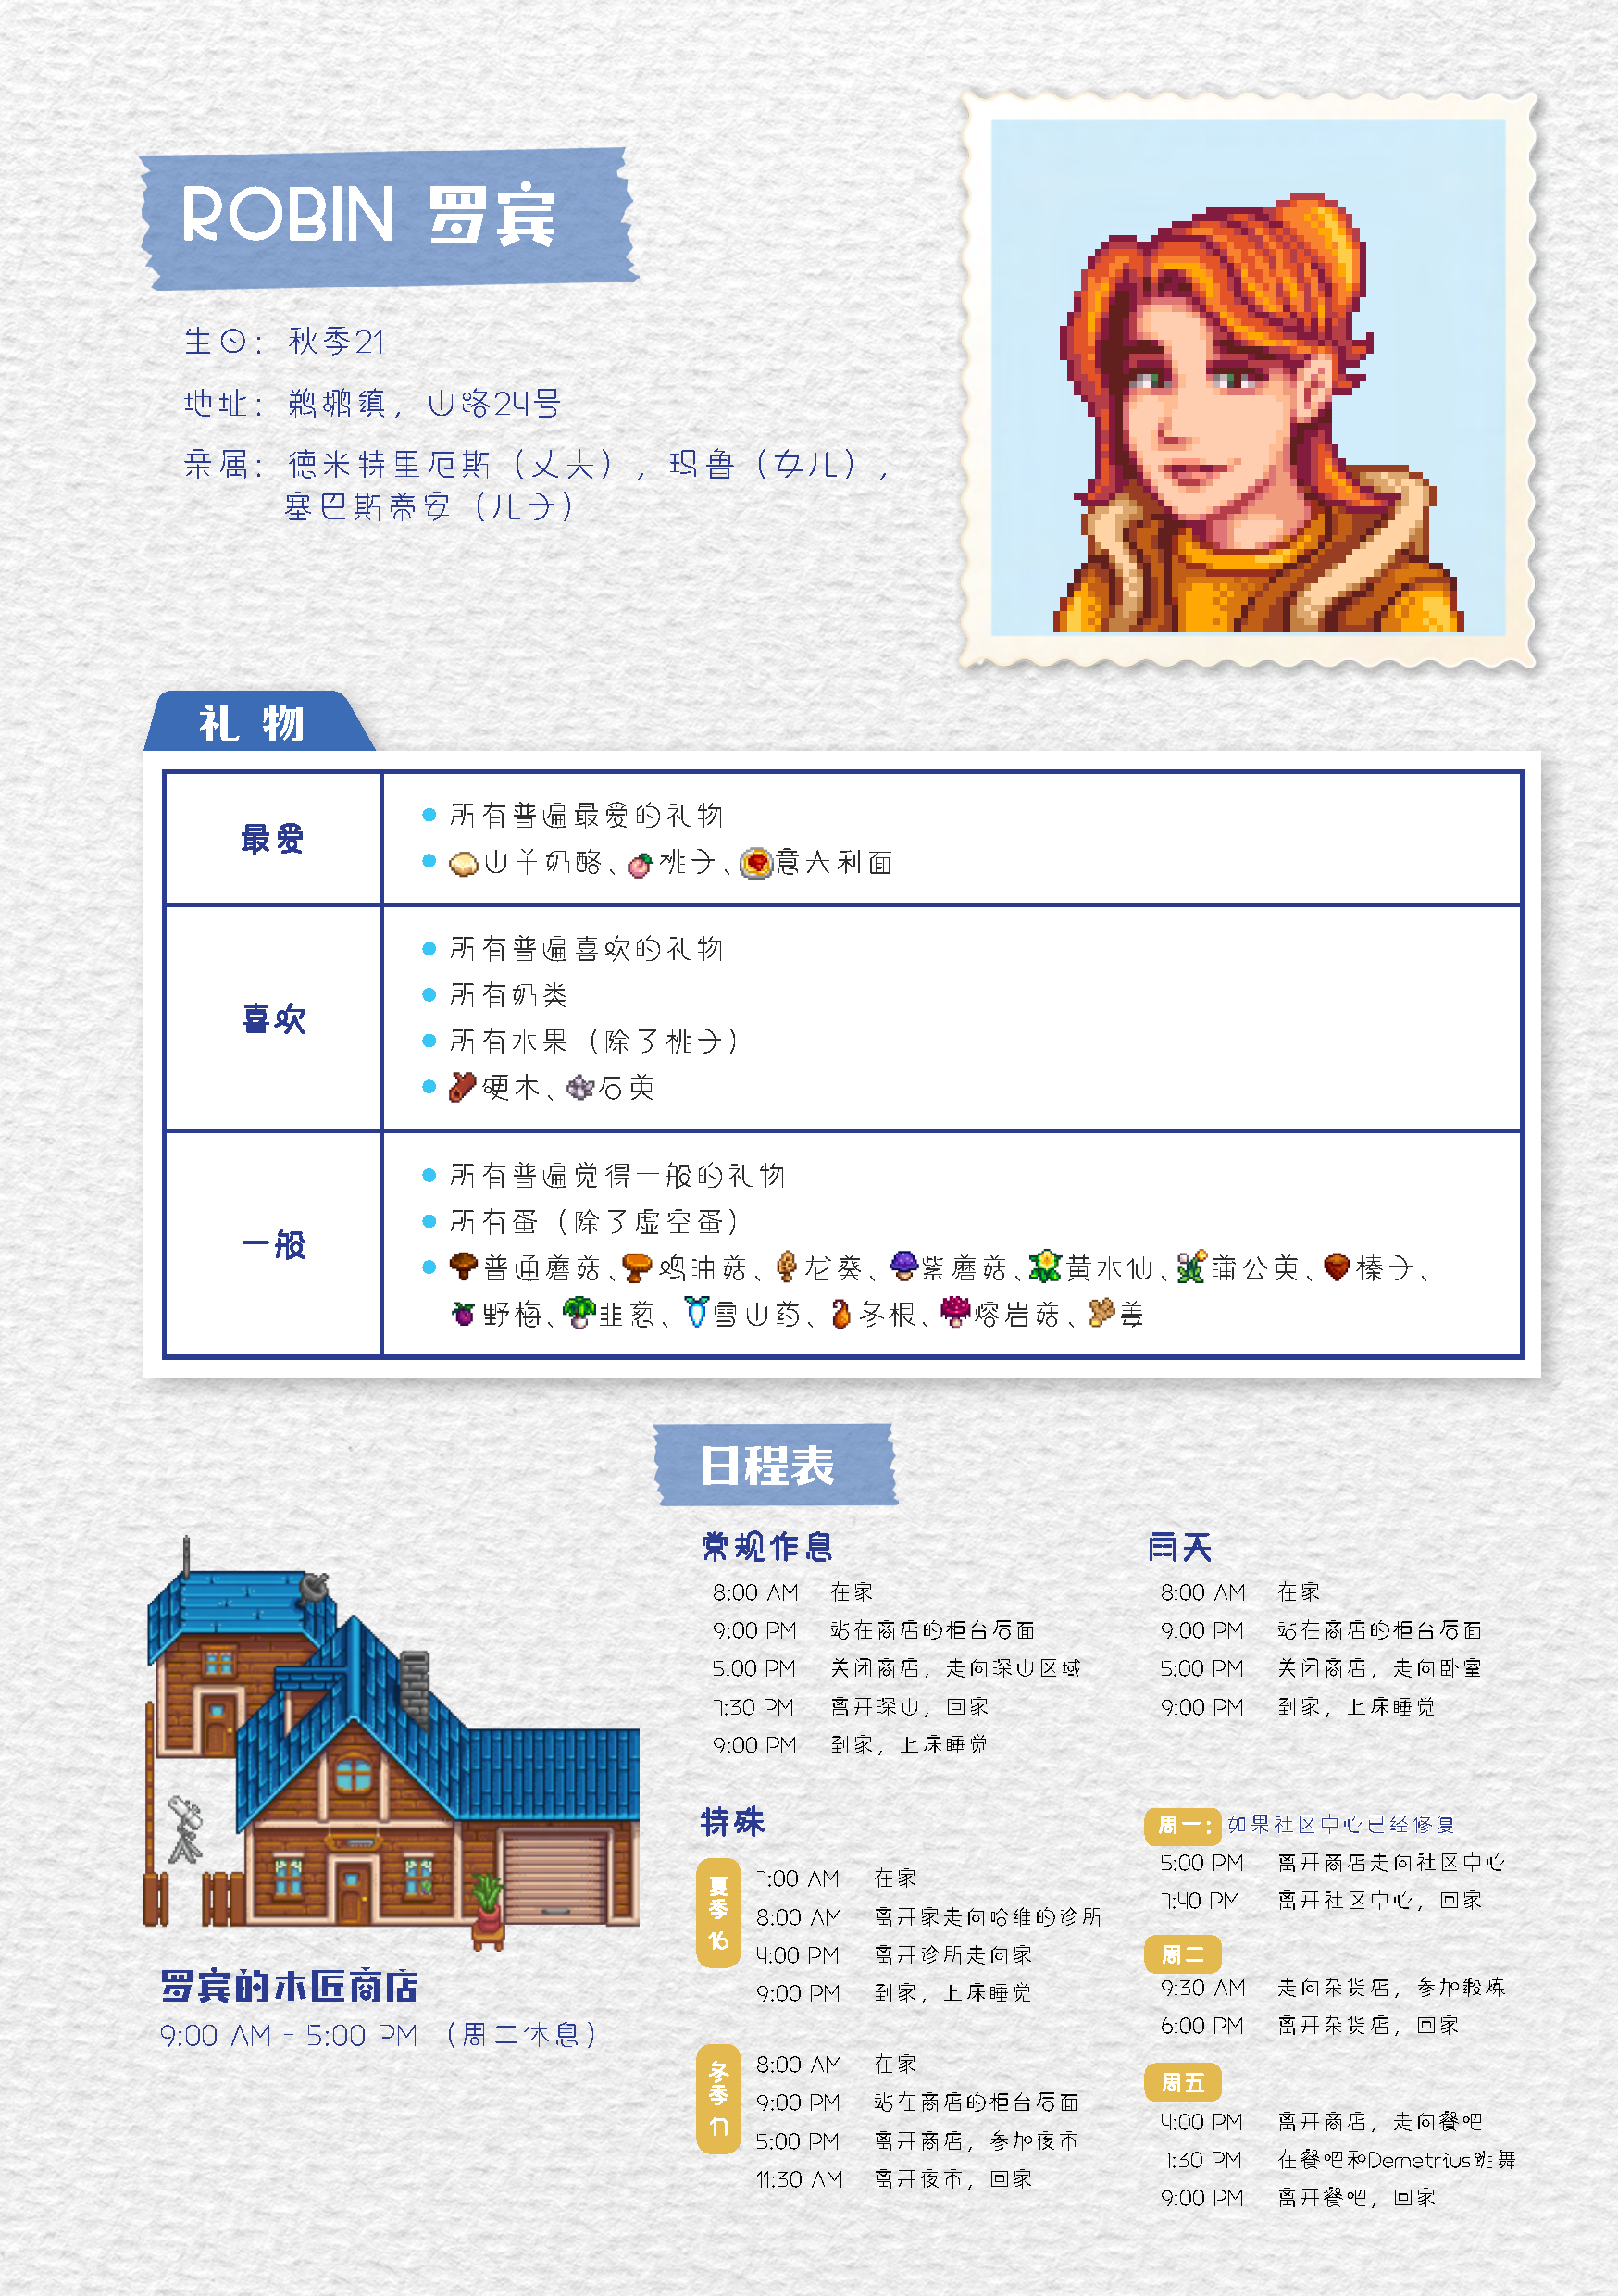 ROBIN 罗宾
生日：秋季21
地址：鹈鹕镇，山路24号
亲属：德米特里厄斯（丈夫），玛鲁（女儿），
塞巴斯蒂安（儿子）
礼 物
最爱
所有普遍最爱的礼物
山羊奶酪、桃子、意大利面
喜欢
所有普遍喜欢的礼物
所有奶类
所有水果（除了桃子）
硬木、石英
一般
所有普遍觉得一般的礼物
所有蛋（除了虚空蛋）
普通蘑菇、鸡油菇、龙葵、紫蘑菇、黄水仙、蒲公英、榛子、
野梅、韭葱、雪山药、冬根、熔岩菇、姜
日程表
常规作息
8:00 AM 在家
9:00 PM 站在商店的柜台后面
5:00 PM 关闭商店，走向深山区域
7:30 PM 离开深山，回家
9:00 PM 到家，上床睡觉
雨天
8:00 AM 在家
9:00 PM 站在商店的柜台后面
5:00 PM 关闭商店，走向卧室
9:00 PM 到家，上床睡觉
罗宾的木匠商店
9:00 AM - 5:00 PM （周二休息）
特殊
夏季16
7:00 AM 在家
8:00 AM 离开家走向哈维的诊所
4:00 PM 离开诊所走向家
9:00 PM 到家，上床睡觉
冬季17
8:00 AM 在家
9:00 PM 站在商店的柜台后面
5:00 PM 离开商店，参加夜市
11:30 AM 离开夜市，回家
周一：如果社区中心已经修复
5:00 PM 离开商店走向社区中心
7:40 PM 离开社区中心，回家
周二
9:30 AM 走向杂货店，参加锻炼
6:00 PM 离开杂货店，回家
周五
4:00 PM 离开商店，走向餐吧
7:30 PM 在餐吧和Demetrius跳舞
9:00 PM 离开餐吧，回家